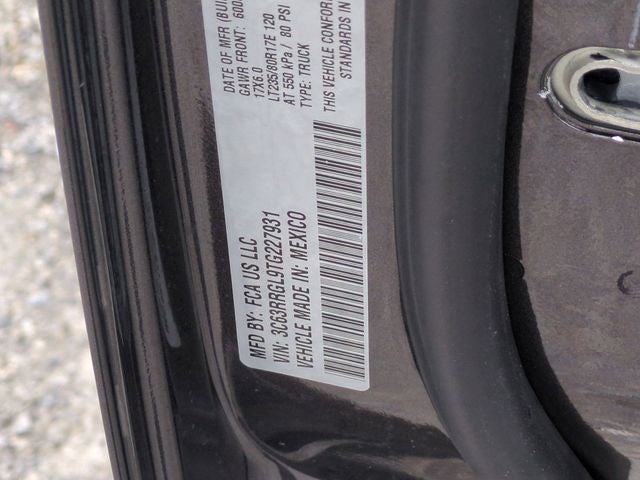 DATE OF MFR
GAWR FRONT:
17X6.0
LT235/80R17E 120
AT 550 kPa / 80 PSI
TYPE: TRUCK
THIS VEHICLE
STANDARDS IN
MFD BY: FCA US LLC
VIN: 3C63RRGL9TG227931
VEHICLE MADE IN: MEXICO